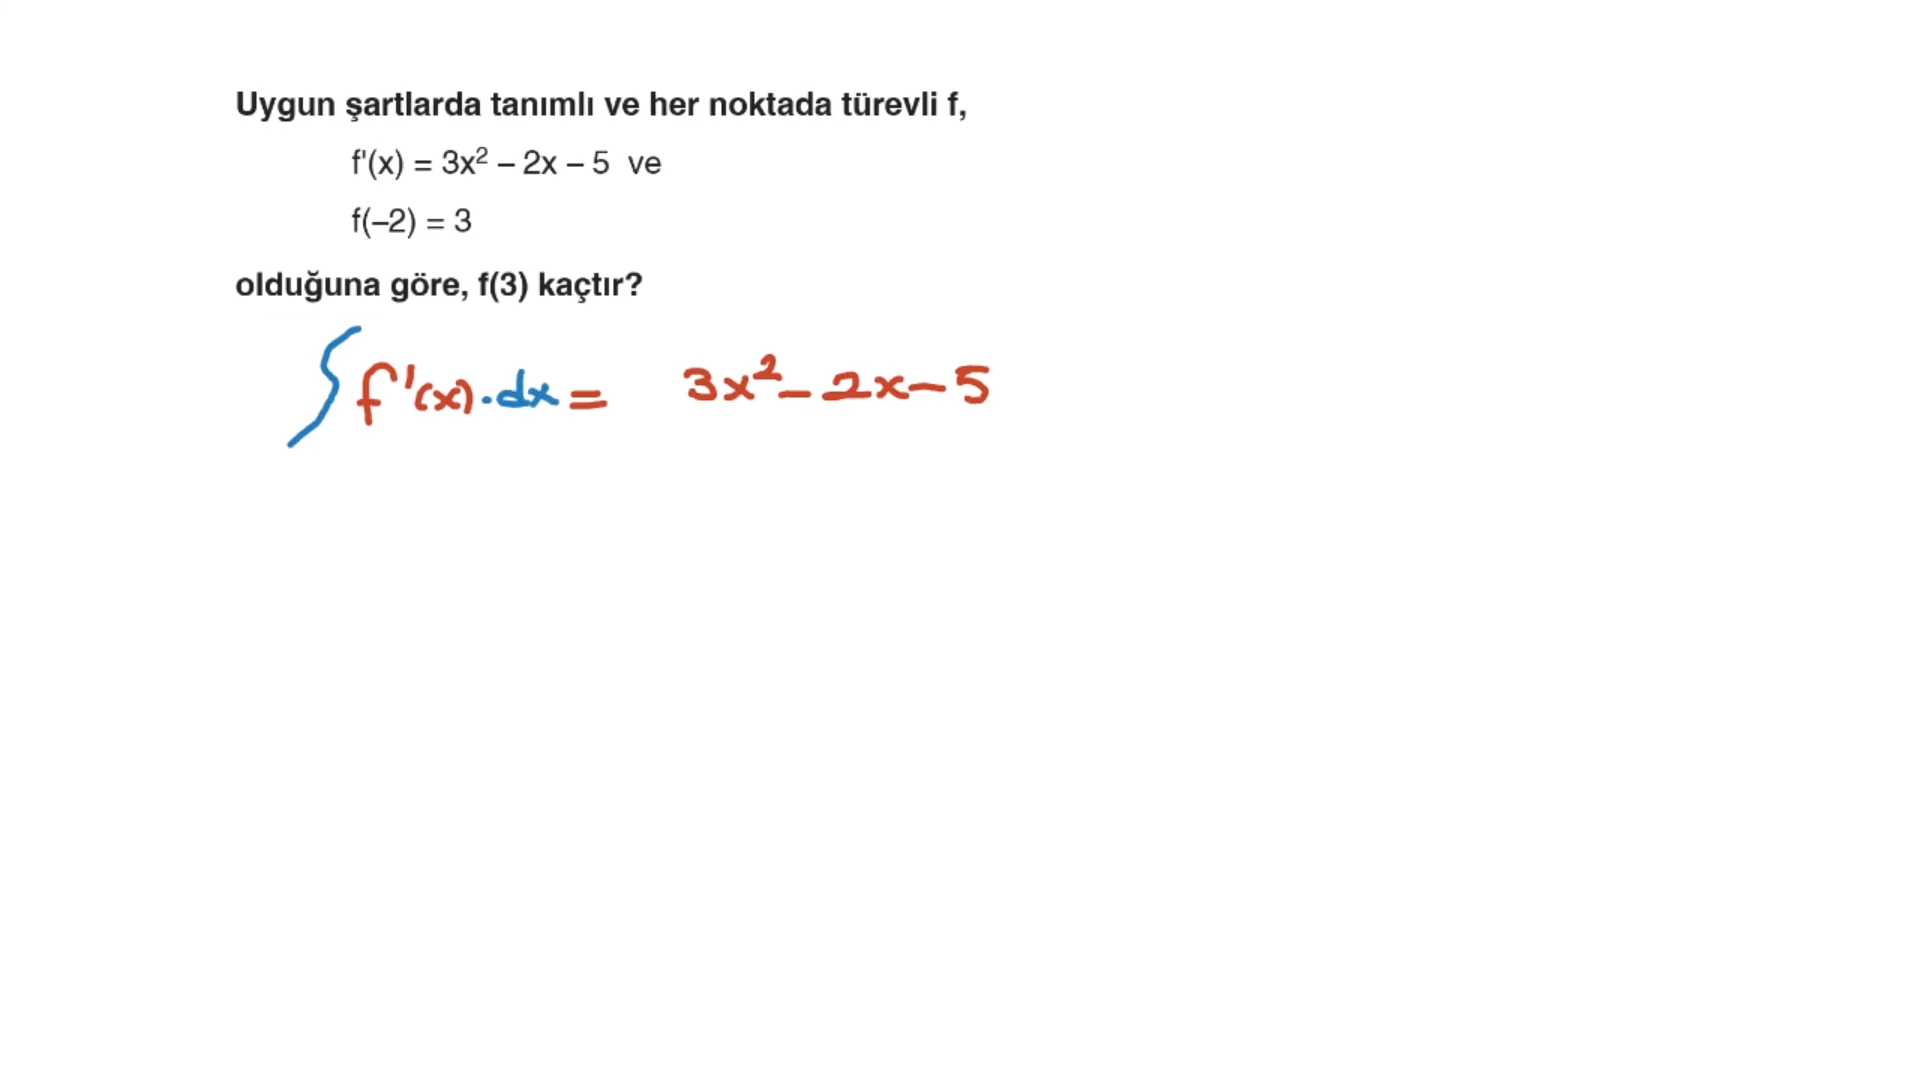 Uygun şartlarda tanımlı ve her noktada türevli f,
f'(x) = 3x² – 2x – 5 ve
f(–2) = 3
olduğuna göre, f(3) kaçtır?
∫ f'(x) . dx = 3x² – 2x – 5